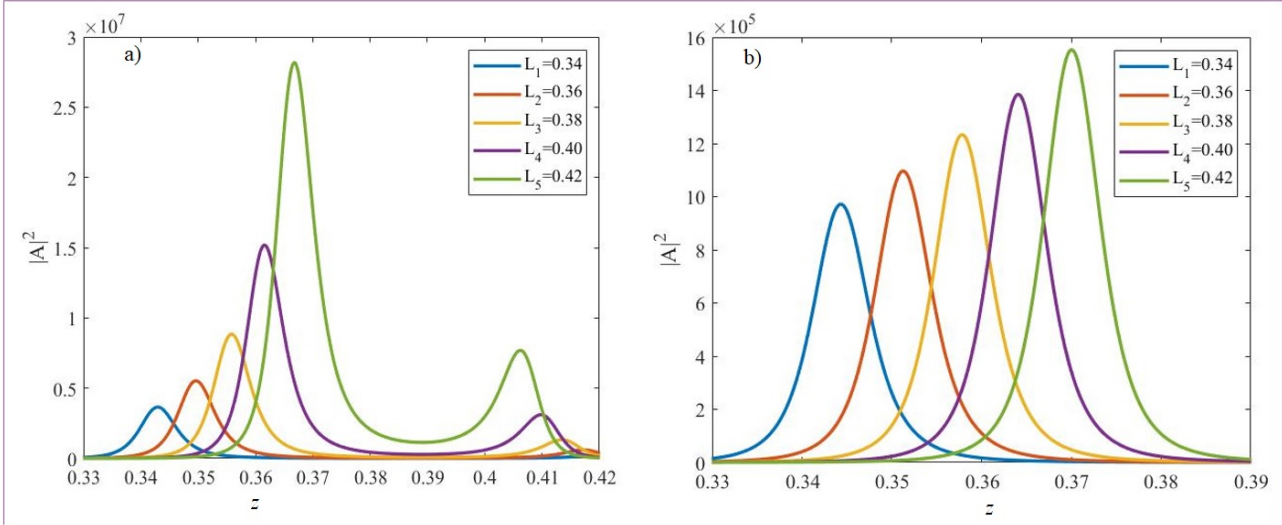 ×10⁷
a)
3
2.5
2
1.5
1
0.5
0
|A|²
0.33 0.34 0.35 0.36 0.37 0.38 0.39 0.4 0.41 0.42
z
L₁=0.34
L₂=0.36
L₃=0.38
L₄=0.40
L₅=0.42
×10⁵
b)
16
14
12
10
8
6
4
2
0
|A|²
0.33 0.34 0.35 0.36 0.37 0.38 0.39
z
L₁=0.34
L₂=0.36
L₃=0.38
L₄=0.40
L₅=0.42